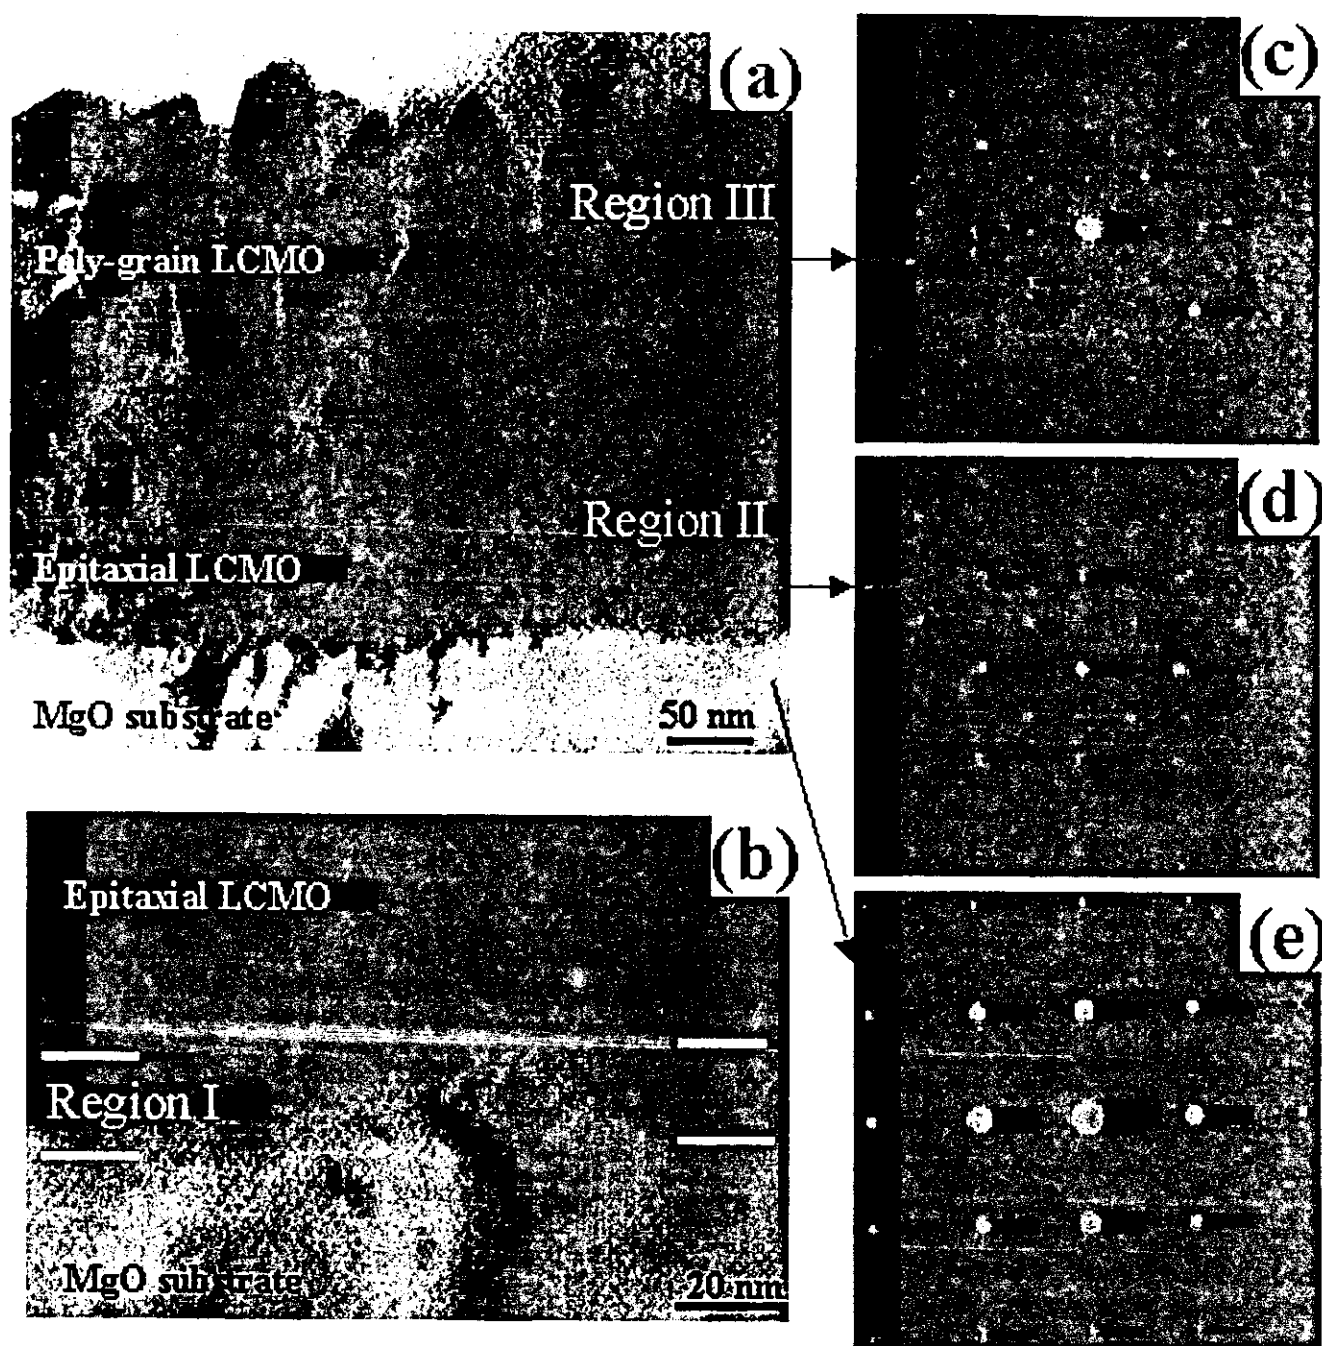 (a)
Region III
Poly-grain LCMO
Region II
Epitaxial LCMO
MgO substrate
50 nm
(b)
Epitaxial LCMO
Region I
MgO substrate
20 nm
(c)
(d)
(e)